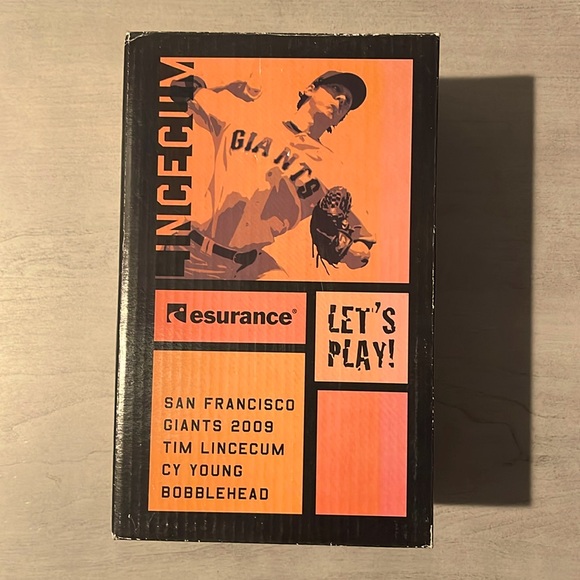 LINCECUM
GIANTS
esurance®
LET'S
PLAY!
SAN FRANCISCO
GIANTS 2009
TIM LINCECUM
CY YOUNG
BOBBLEHEAD